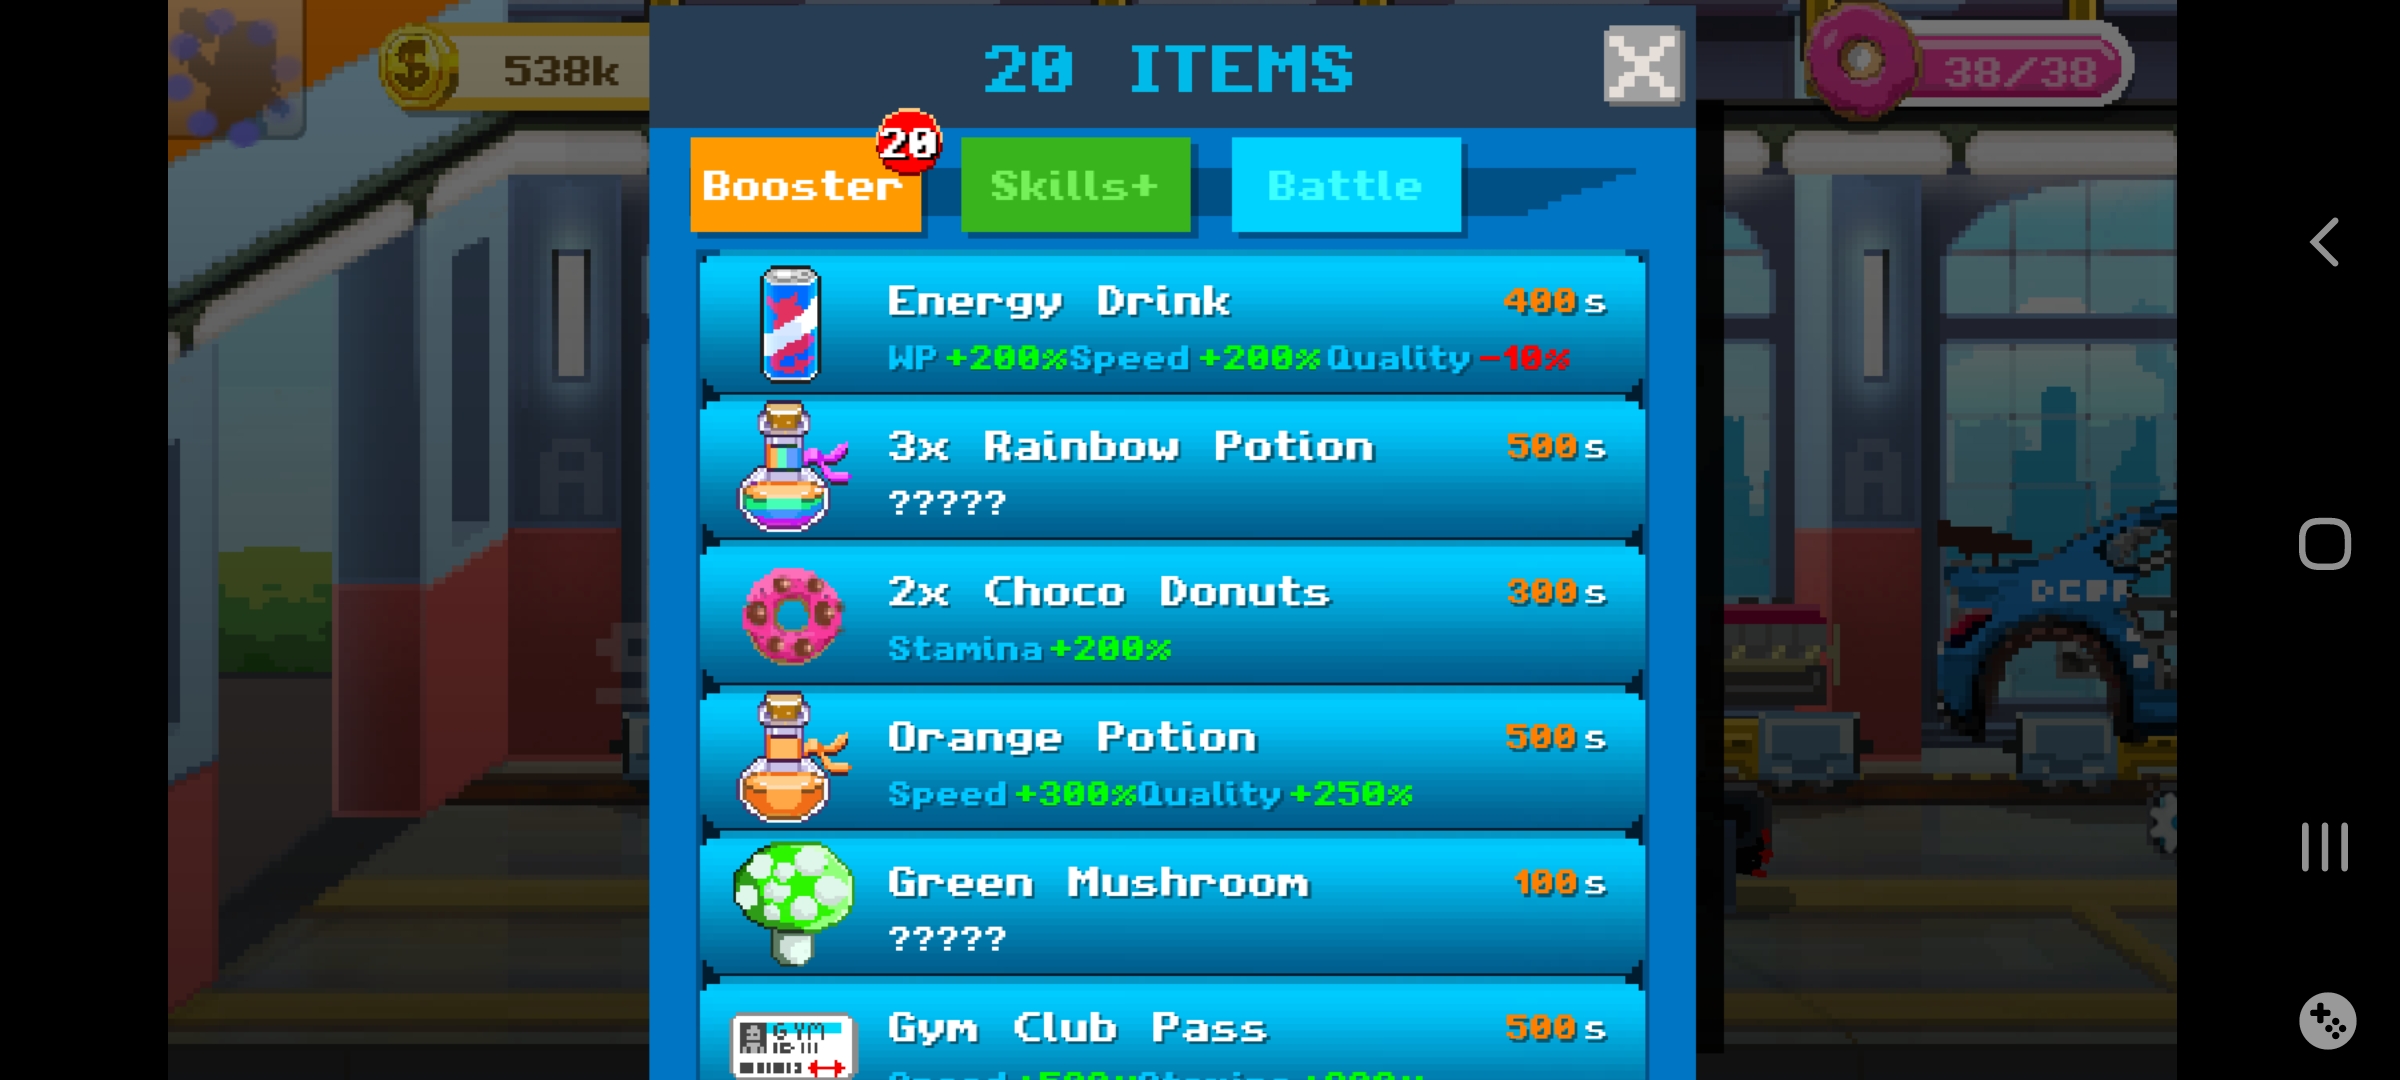 538k
20 ITEMS
38/38
20
Booster
Skills+
Battle
Energy Drink 400s
WP +200% Speed +200% Quality -10%
3x Rainbow Potion 500s
?????
2x Choco Donuts 300s
Stamina +200%
Orange Potion 500s
Speed +300% Quality +250%
Green Mushroom 100s
?????
GYM
Gym Club Pass 500s
A
A